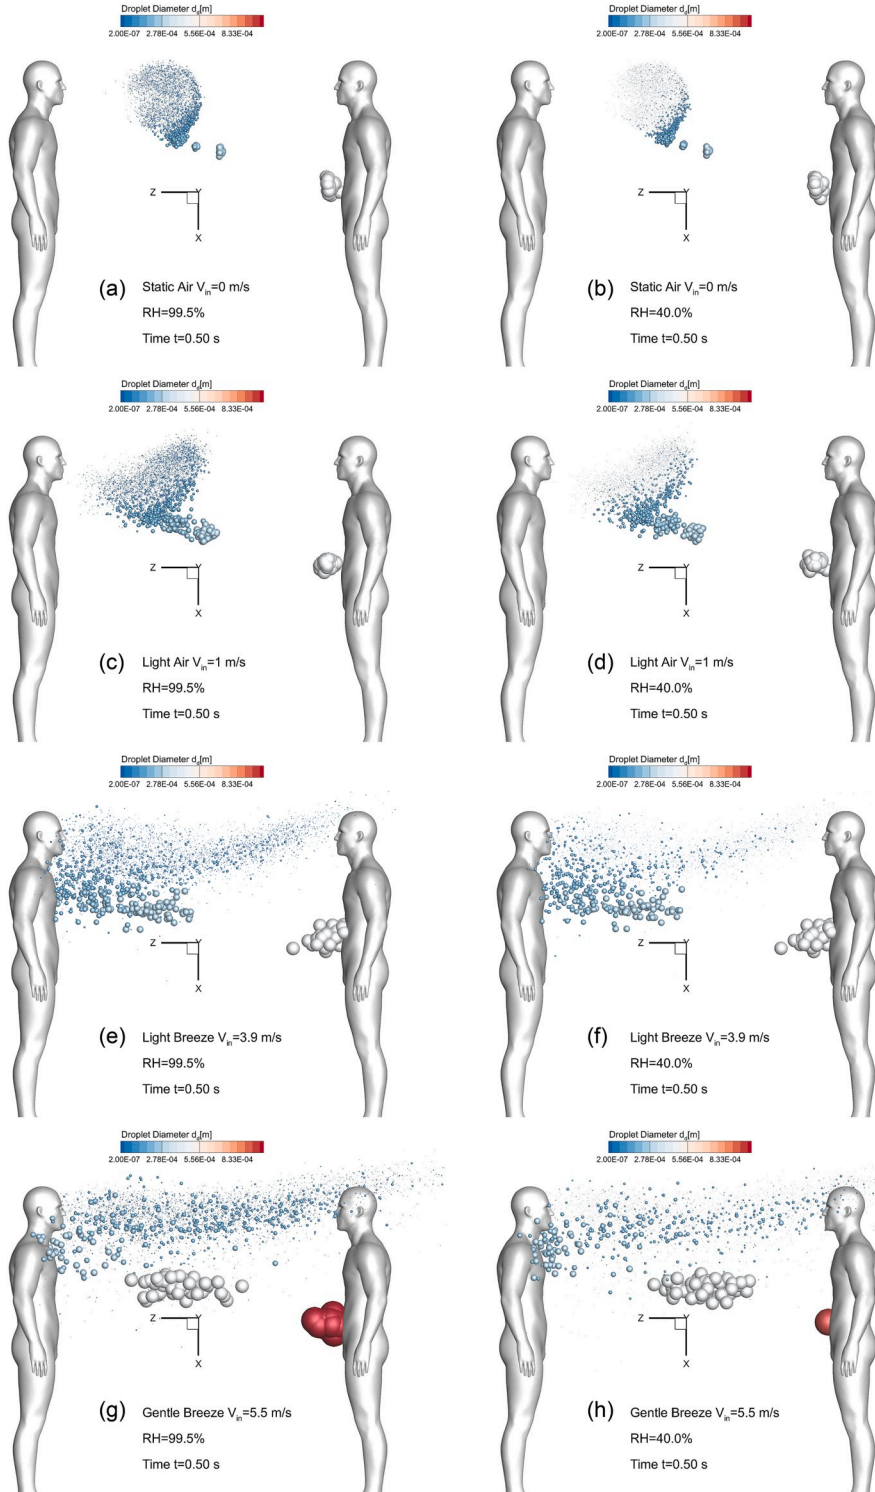 Droplet Diameter d_d[m]
2.00E-07 2.78E-04 5.56E-04 8.33E-04
Z Y
X
(a) Static Air V_in=0 m/s
RH=99.5%
Time t=0.50 s
Droplet Diameter d_d[m]
2.00E-07 2.78E-04 5.56E-04 8.33E-04
Z Y
X
(b) Static Air V_in=0 m/s
RH=40.0%
Time t=0.50 s
Droplet Diameter d_d[m]
2.00E-07 2.78E-04 5.56E-04 8.33E-04
Z Y
X
(c) Light Air V_in=1 m/s
RH=99.5%
Time t=0.50 s
Droplet Diameter d_d[m]
2.00E-07 2.78E-04 5.56E-04 8.33E-04
Z Y
X
(d) Light Air V_in=1 m/s
RH=40.0%
Time t=0.50 s
Droplet Diameter d_d[m]
2.00E-07 2.78E-04 5.56E-04 8.33E-04
Z Y
X
(e) Light Breeze V_in=3.9 m/s
RH=99.5%
Time t=0.50 s
Droplet Diameter d_d[m]
2.00E-07 2.78E-04 5.56E-04 8.33E-04
Z Y
X
(f) Light Breeze V_in=3.9 m/s
RH=40.0%
Time t=0.50 s
Droplet Diameter d_d[m]
2.00E-07 2.78E-04 5.56E-04 8.33E-04
Z Y
X
(g) Gentle Breeze V_in=5.5 m/s
RH=99.5%
Time t=0.50 s
Droplet Diameter d_d[m]
2.00E-07 2.78E-04 5.56E-04 8.33E-04
Z Y
X
(h) Gentle Breeze V_in=5.5 m/s
RH=40.0%
Time t=0.50 s